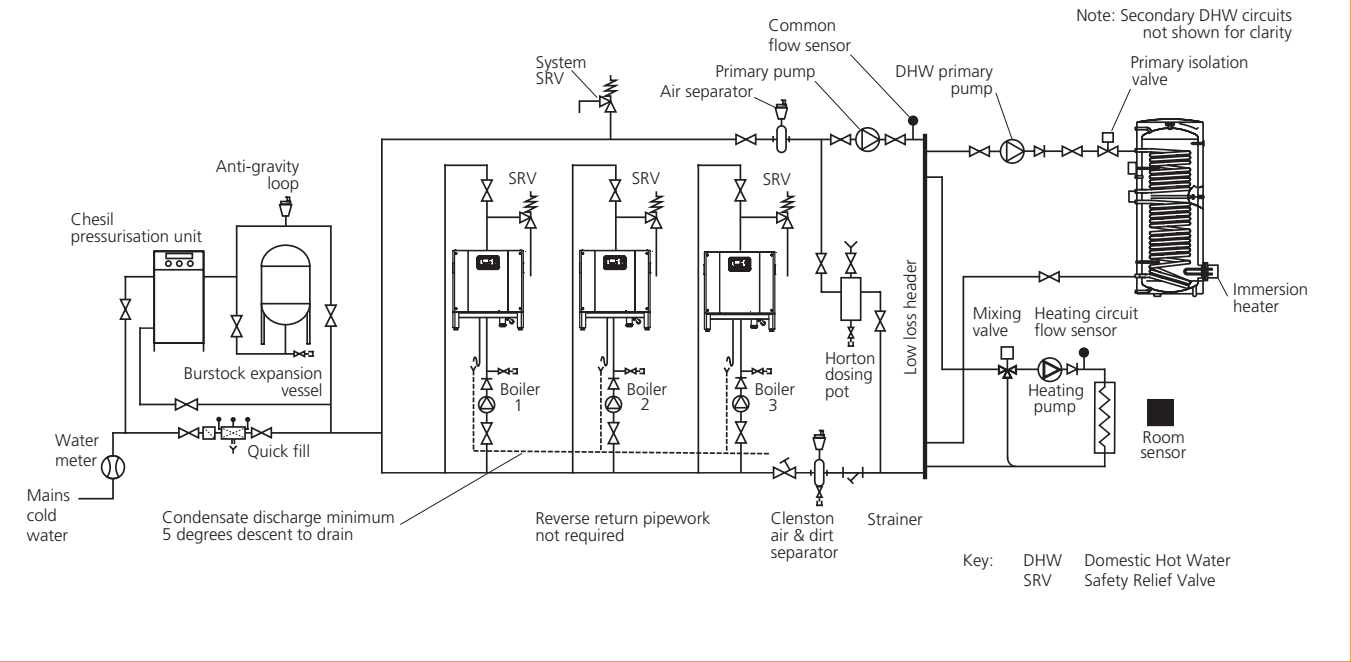 Note: Secondary DHW circuits
not shown for clarity
Common
flow sensor
System
SRV
Primary pump
Air separator
DHW primary
pump
Primary isolation
valve
Anti-gravity
loop
Chesil
pressurisation unit
SRV
SRV
SRV
Low loss header
Immersion
heater
Mixing
valve
Heating circuit
flow sensor
Burstock expansion
vessel
Horton
dosing
pot
Boiler
1
Boiler
2
Boiler
3
Heating
pump
Room
sensor
Water
meter
Quick fill
Mains
cold
water
Condensate discharge minimum
5 degrees descent to drain
Reverse return pipework
not required
Clenston
air & dirt
separator
Strainer
Key: DHW Domestic Hot Water
SRV Safety Relief Valve